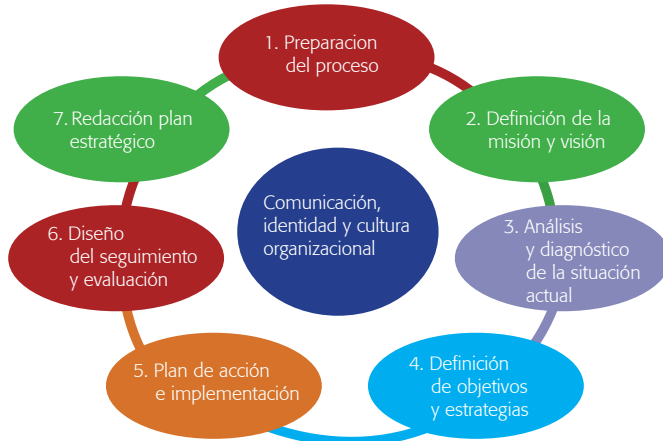 1. Preparacion
del proceso
2. Definición de la
misión y visión
3. Análisis
y diagnóstico
de la situación
actual
4. Definición
de objetivos
y estrategias
5. Plan de acción
e implementación
6. Diseño
del seguimiento
y evaluación
7. Redacción plan
estratégico
Comunicación,
identidad y cultura
organizacional